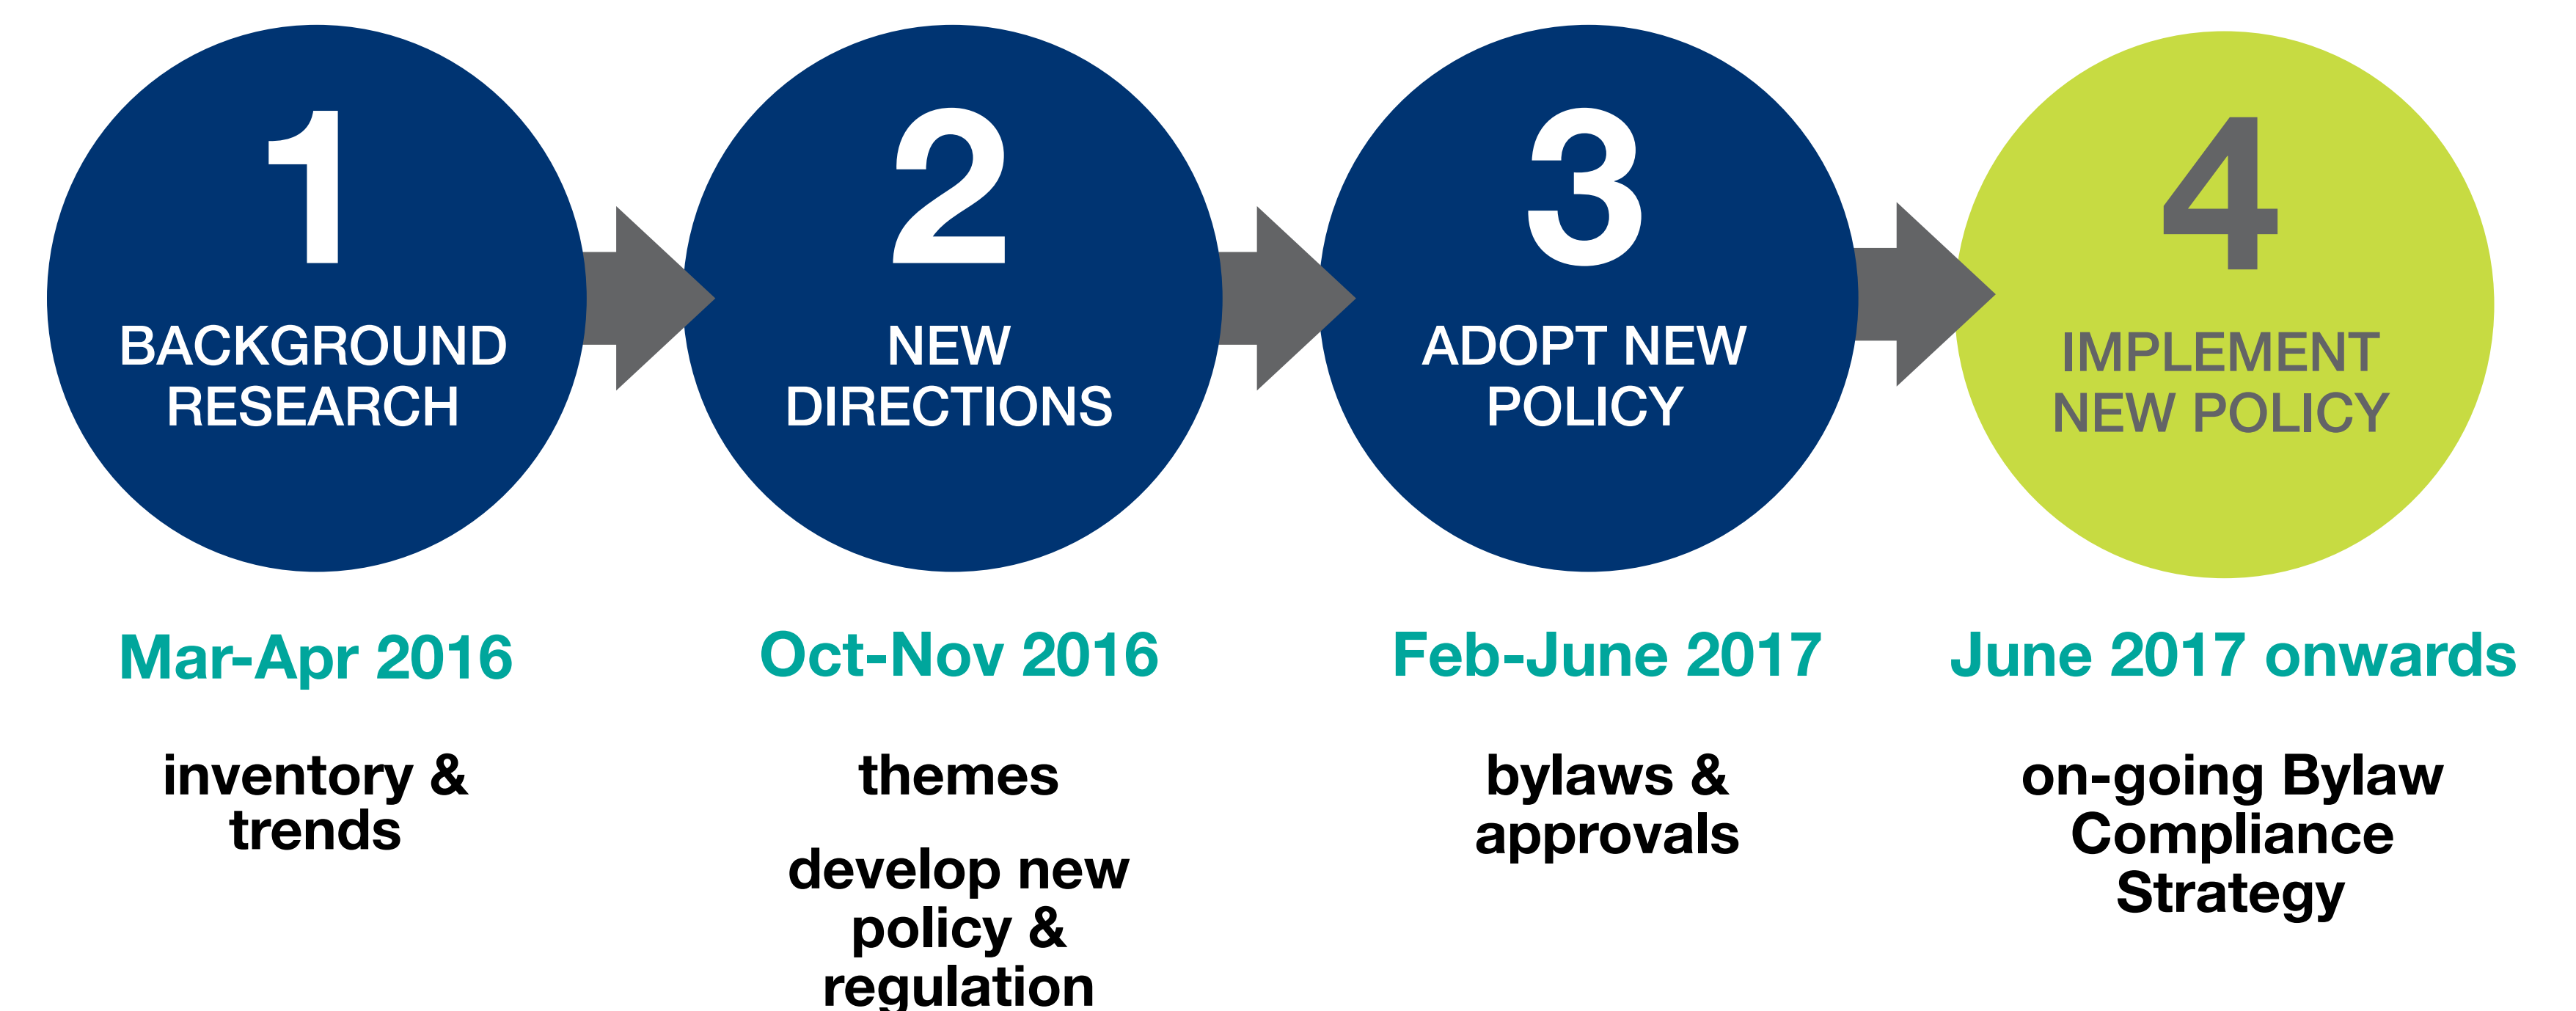 1
BACKGROUND
RESEARCH
Mar-Apr 2016
inventory &
trends
2
NEW
DIRECTIONS
Oct-Nov 2016
themes
develop new
policy &
regulation
3
ADOPT NEW
POLICY
Feb-June 2017
bylaws &
approvals
4
IMPLEMENT
NEW POLICY
June 2017 onwards
on-going Bylaw
Compliance
Strategy